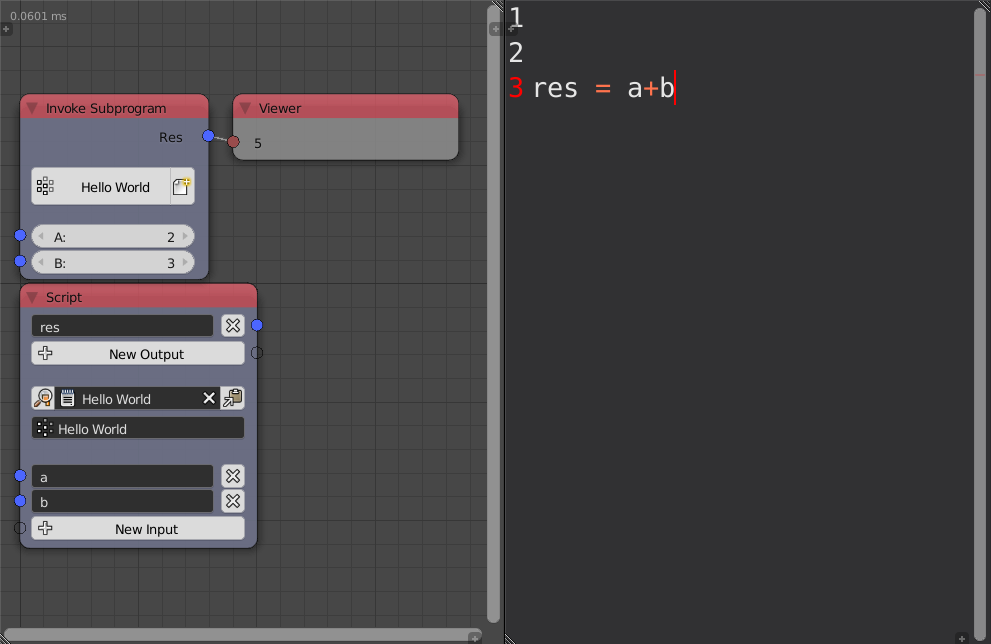 0.0601 ms
Invoke Subprogram
Res
Hello World
A: 2
B: 3
Viewer
5
Script
res
New Output
Hello World
Hello World
a
b
New Input
1
2
3 res = a+b